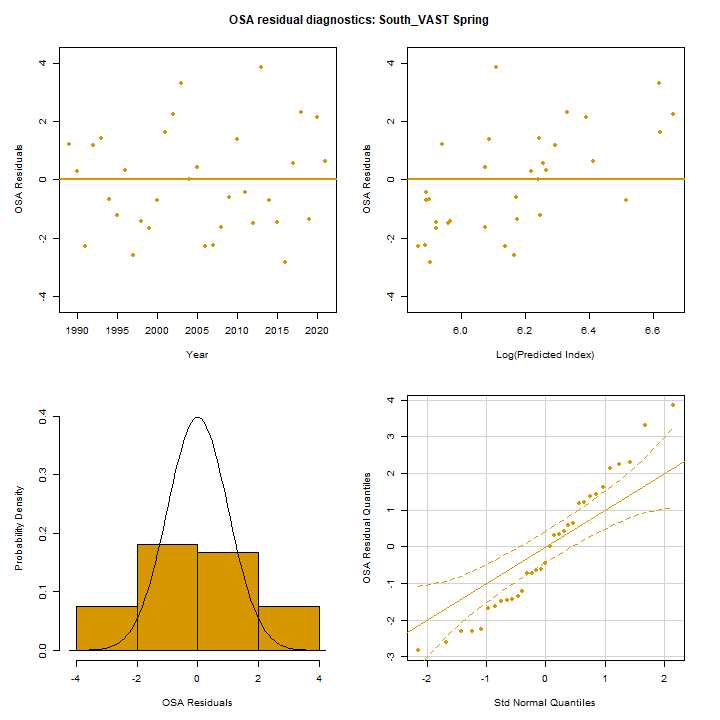 OSA residual diagnostics: South_VAST Spring
OSA Residuals
4
2
0
-2
-4
1990 1995 2000 2005 2010 2015 2020
Year
OSA Residuals
4
2
0
-2
-4
6.0 6.2 6.4 6.6
Log(Predicted Index)
Probability Density
0.4
0.3
0.2
0.1
0.0
-4 -2 0 2 4
OSA Residuals
OSA Residual Quantiles
4
3
2
1
0
-1
-2
-3
-2 -1 0 1 2
Std Normal Quantiles